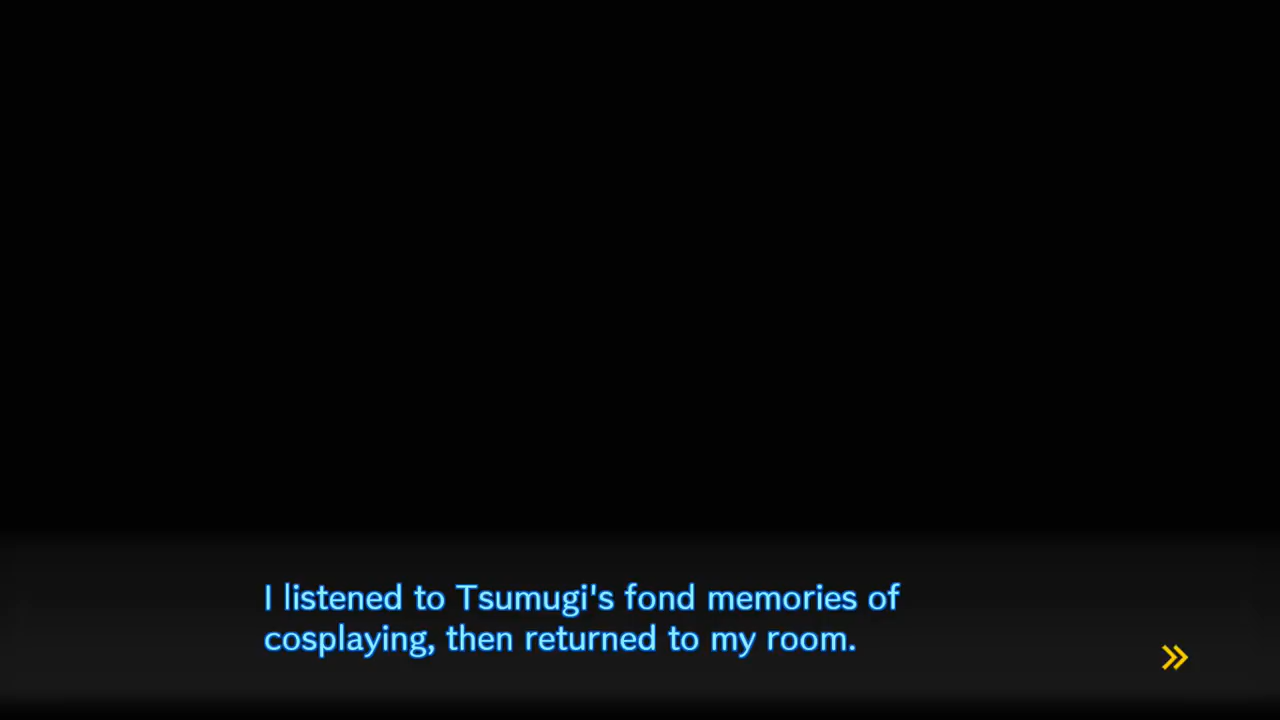 I listened to Tsumugi's fond memories of
cosplaying, then returned to my room.